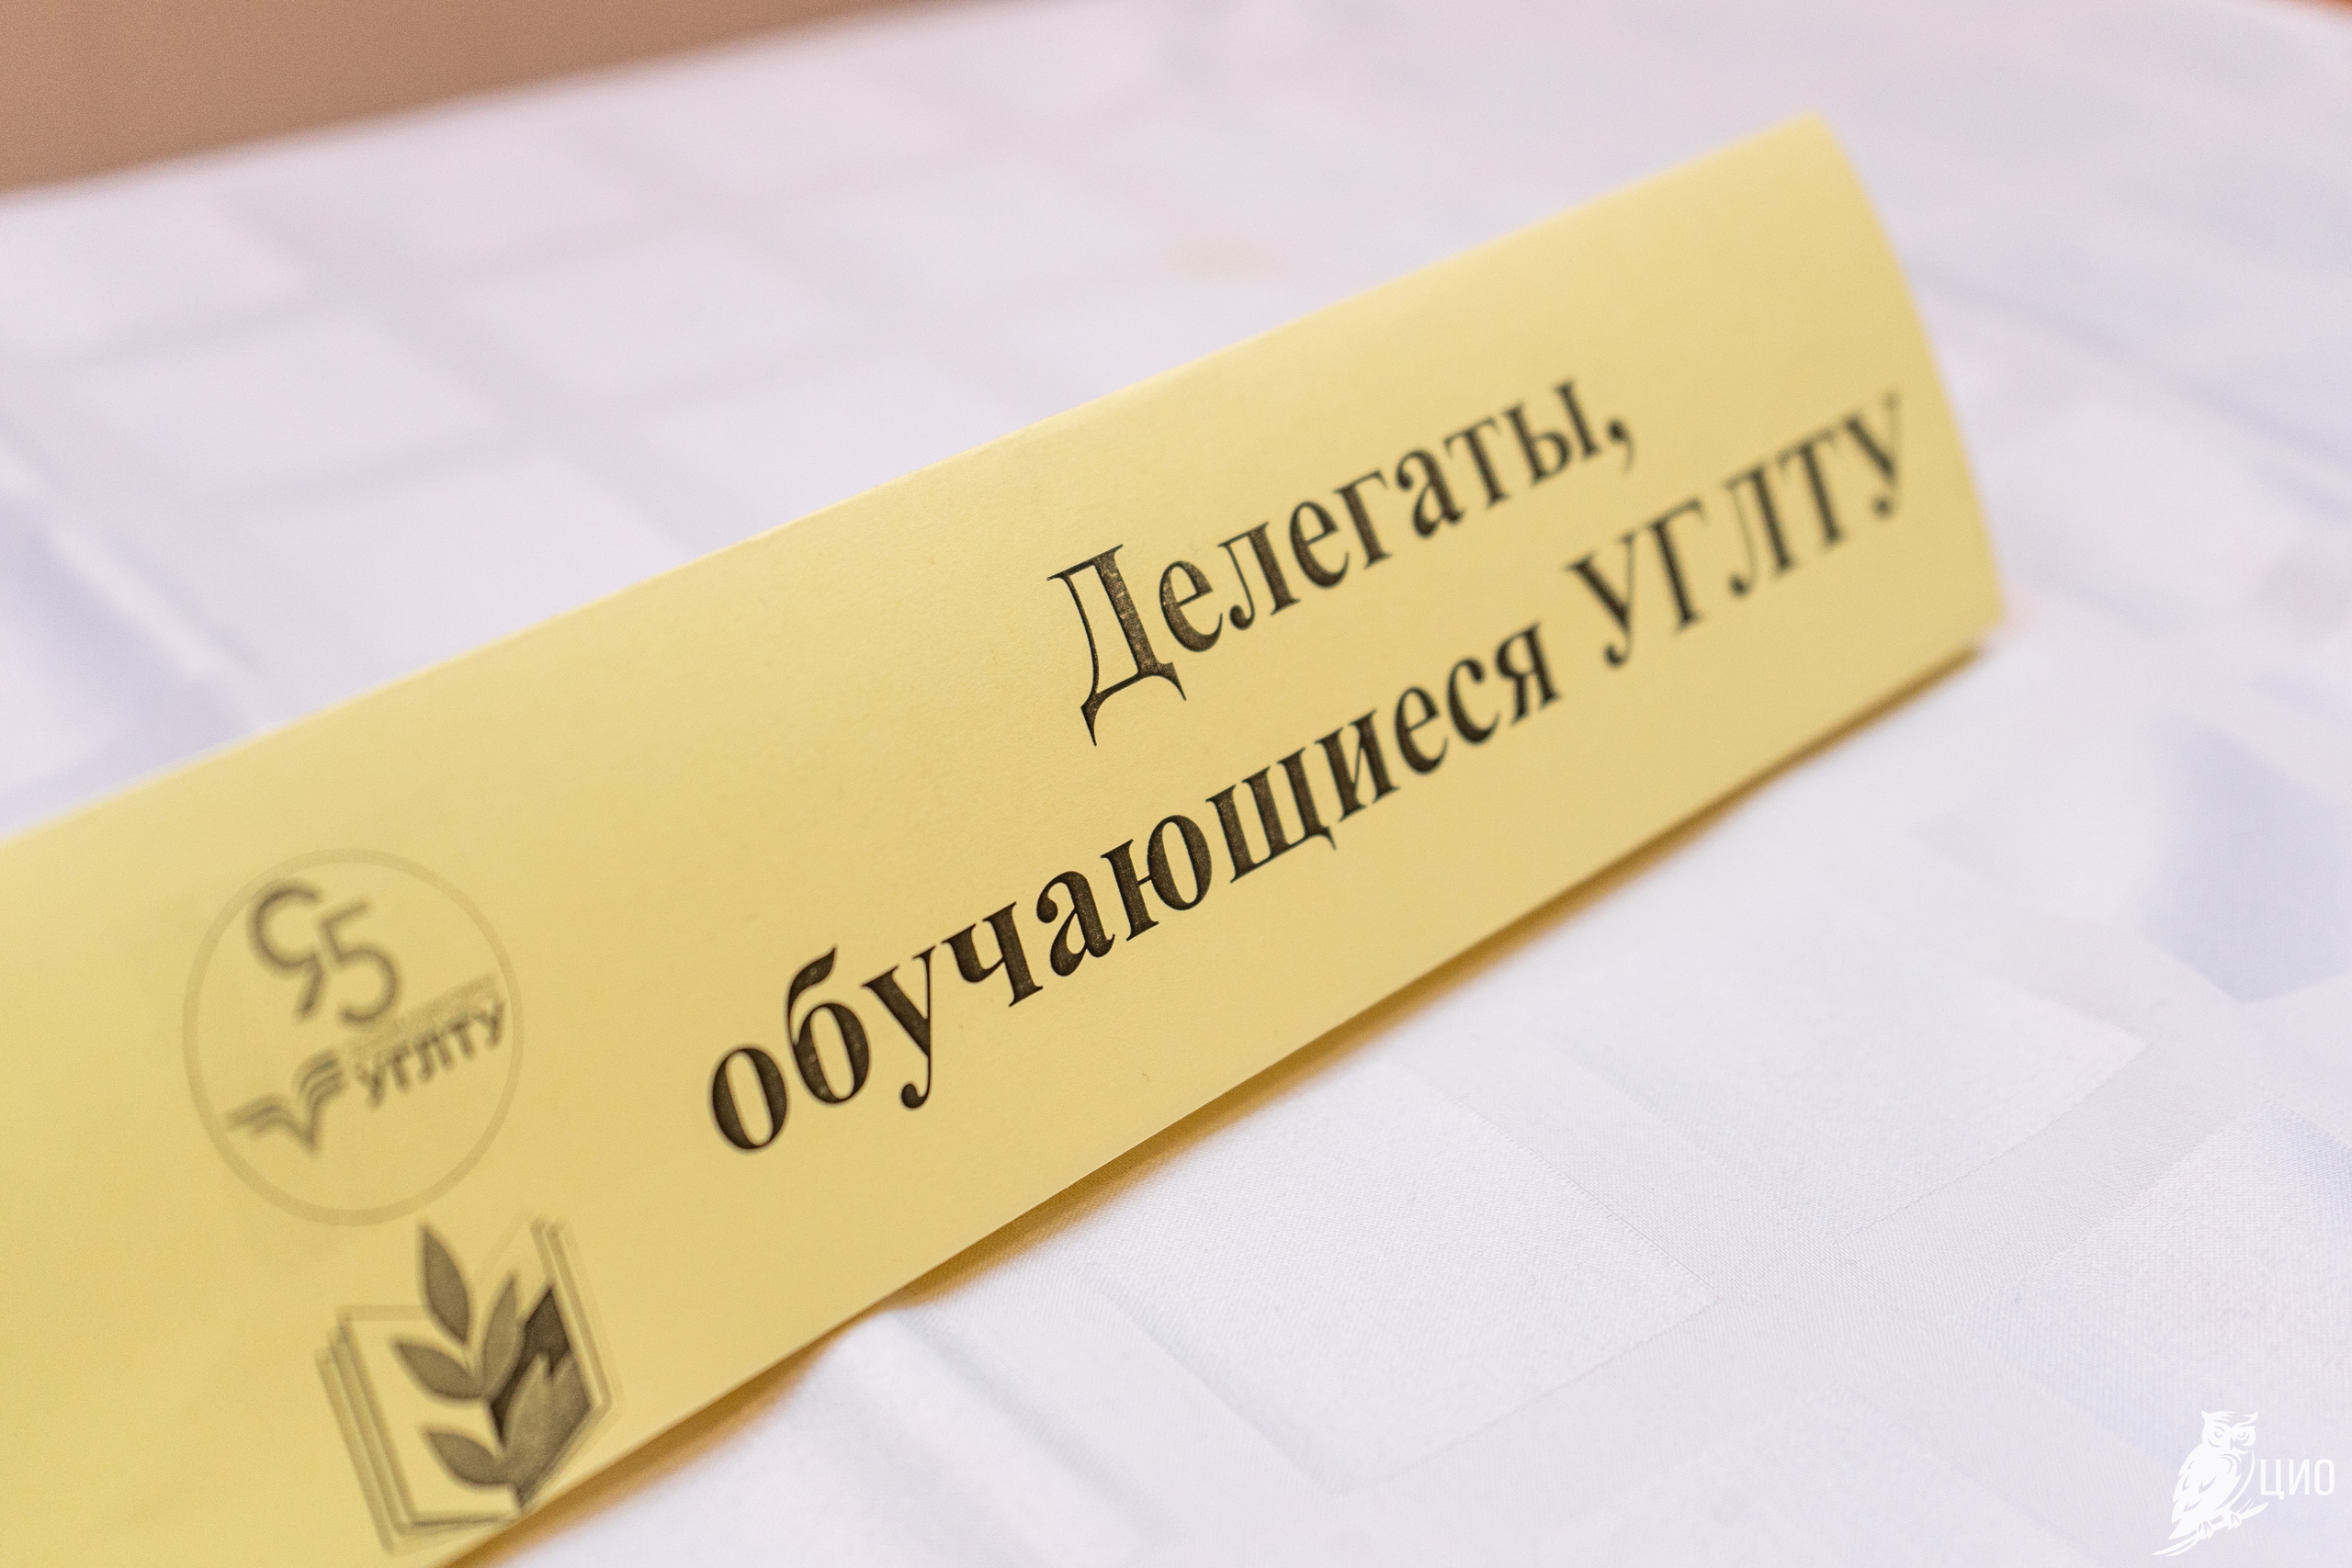 Делегаты,
обучающиеся УГЛТУ
95
УГЛТУ
ЦИО